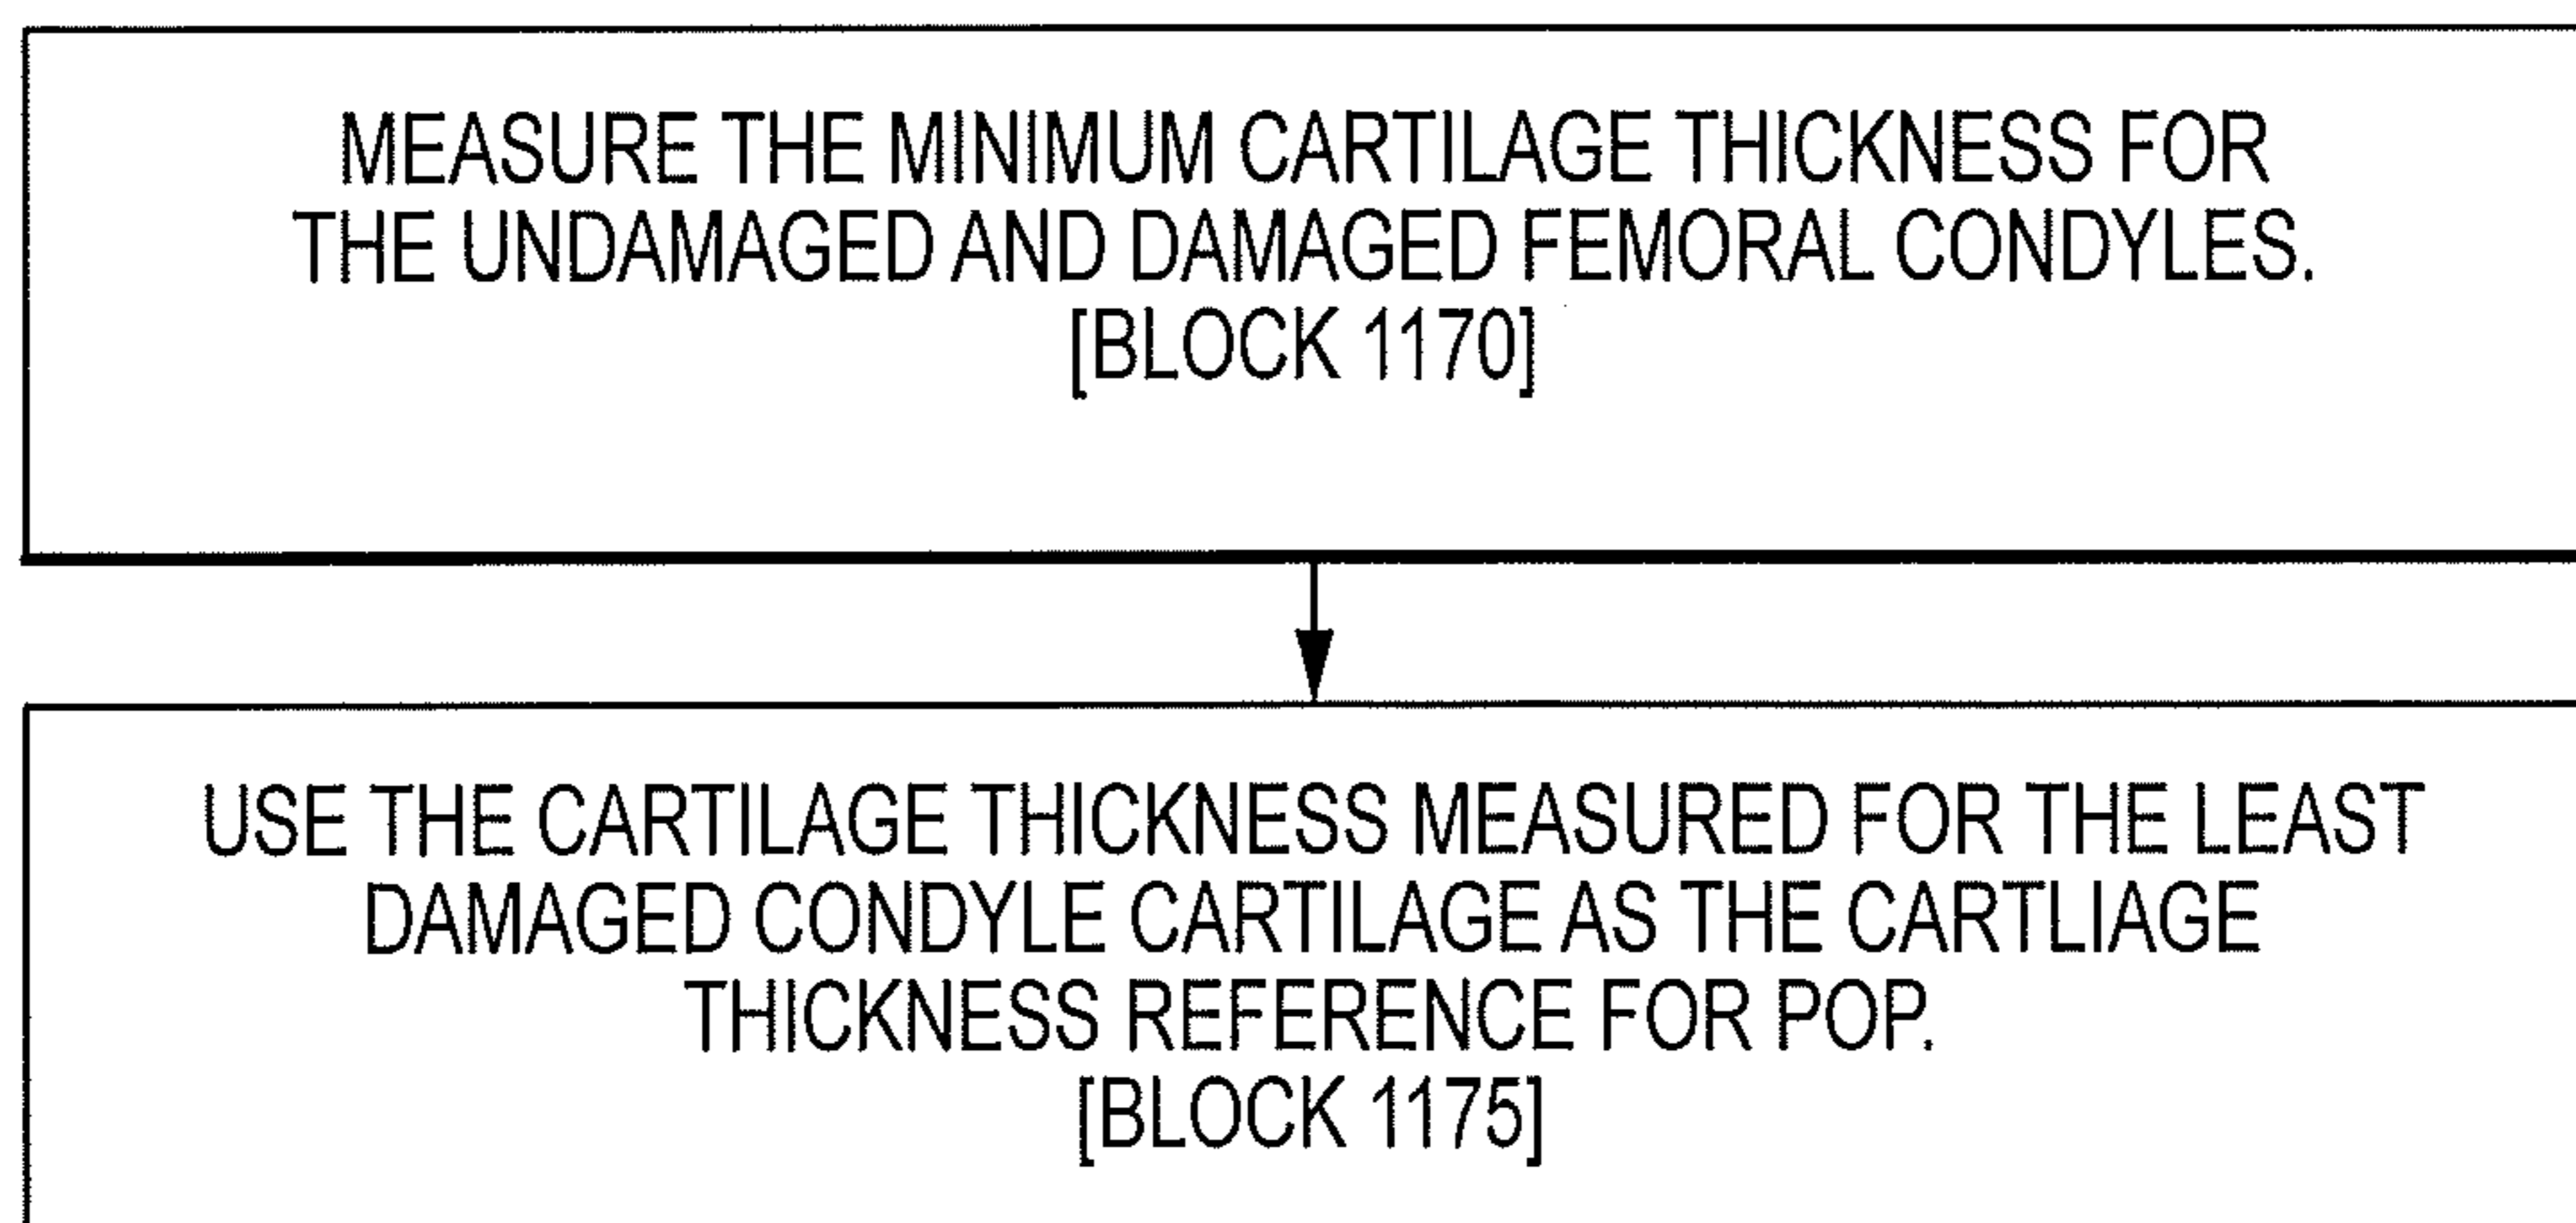 MEASURE THE MINIMUM CARTILAGE THICKNESS FOR
THE UNDAMAGED AND DAMAGED FEMORAL CONDYLES.
[BLOCK 1170]
USE THE CARTILAGE THICKNESS MEASURED FOR THE LEAST
DAMAGED CONDYLE CARTILAGE AS THE CARTLIAGE
THICKNESS REFERENCE FOR POP.
[BLOCK 1175]